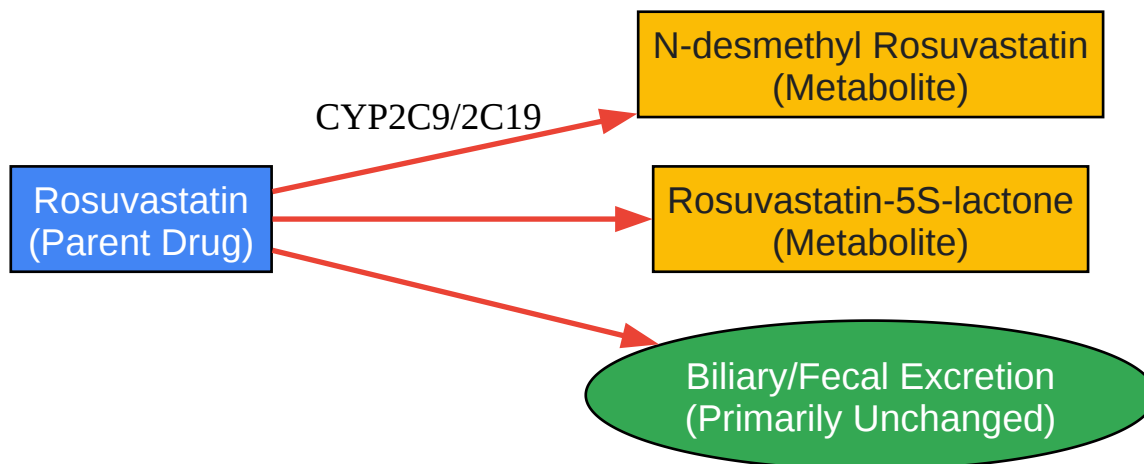 N-desmethyl Rosuvastatin
(Metabolite)
CYP2C9/2C19
Rosuvastatin
(Parent Drug)
Rosuvastatin-5S-lactone
(Metabolite)
Biliary/Fecal Excretion
(Primarily Unchanged)